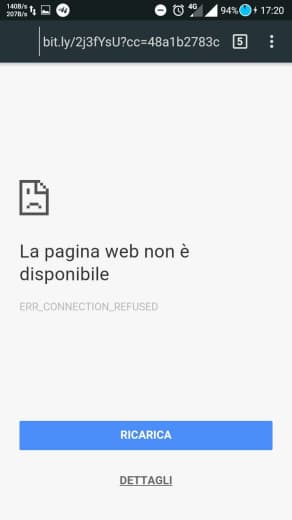 140B/s
207B/s
4G
94%
17:20
bit.ly/2j3fYsU?cc=48a1b2783c
5
La pagina web non è
disponibile
ERR_CONNECTION_REFUSED
RICARICA
DETTAGLI